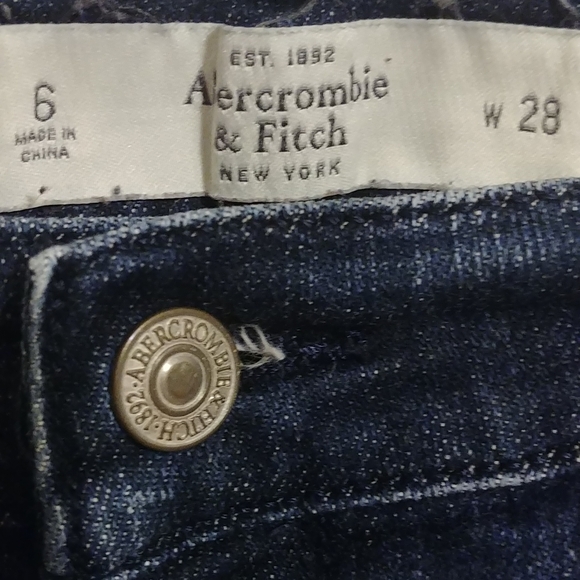 6
MADE IN
CHINA
EST. 1892
Abercrombie
& Fitch
NEW YORK
W 28
ABERCROMBIE & FITCH · 1892 ·